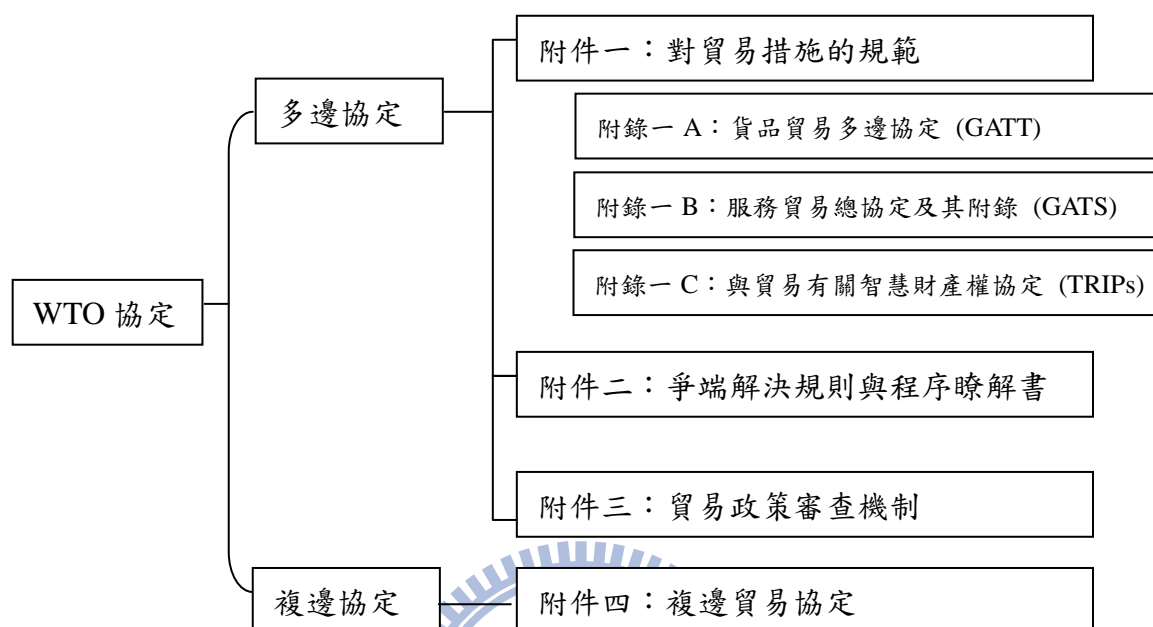 附件一：對貿易措施的規範
多邊協定
附錄一 A：貨品貿易多邊協定 (GATT)
附錄一 B：服務貿易總協定及其附錄 (GATS)
附錄一 C：與貿易有關智慧財產權協定 (TRIPs)
WTO 協定
附件二：爭端解決規則與程序瞭解書
附件三：貿易政策審查機制
複邊協定
附件四：複邊貿易協定